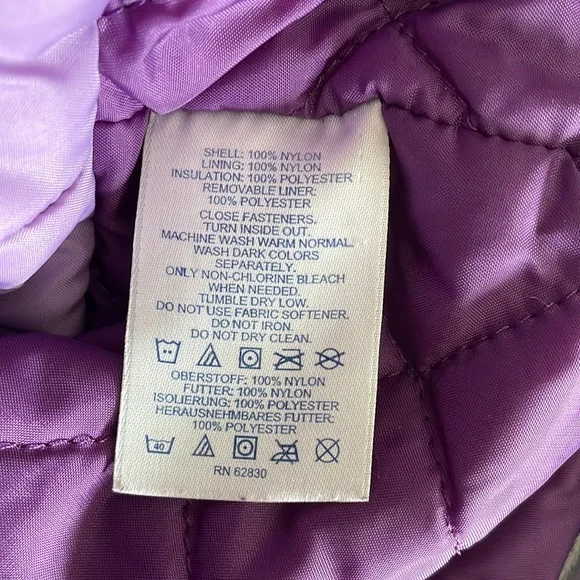 SHELL: 100% NYLON
LINING: 100% NYLON
INSULATION: 100% POLYESTER
REMOVABLE LINER:
100% POLYESTER
CLOSE FASTENERS.
TURN INSIDE OUT.
MACHINE WASH WARM NORMAL.
WASH DARK COLORS
SEPARATELY.
ONLY NON-CHLORINE BLEACH
WHEN NEEDED.
TUMBLE DRY LOW.
DO NOT USE FABRIC SOFTENER.
DO NOT IRON.
DO NOT DRY CLEAN.
OBERSTOFF: 100% NYLON
FUTTER: 100% NYLON
ISOLIERUNG: 100% POLYESTER
HERAUSNEHMBARES FUTTER:
100% POLYESTER
40
RN 62830